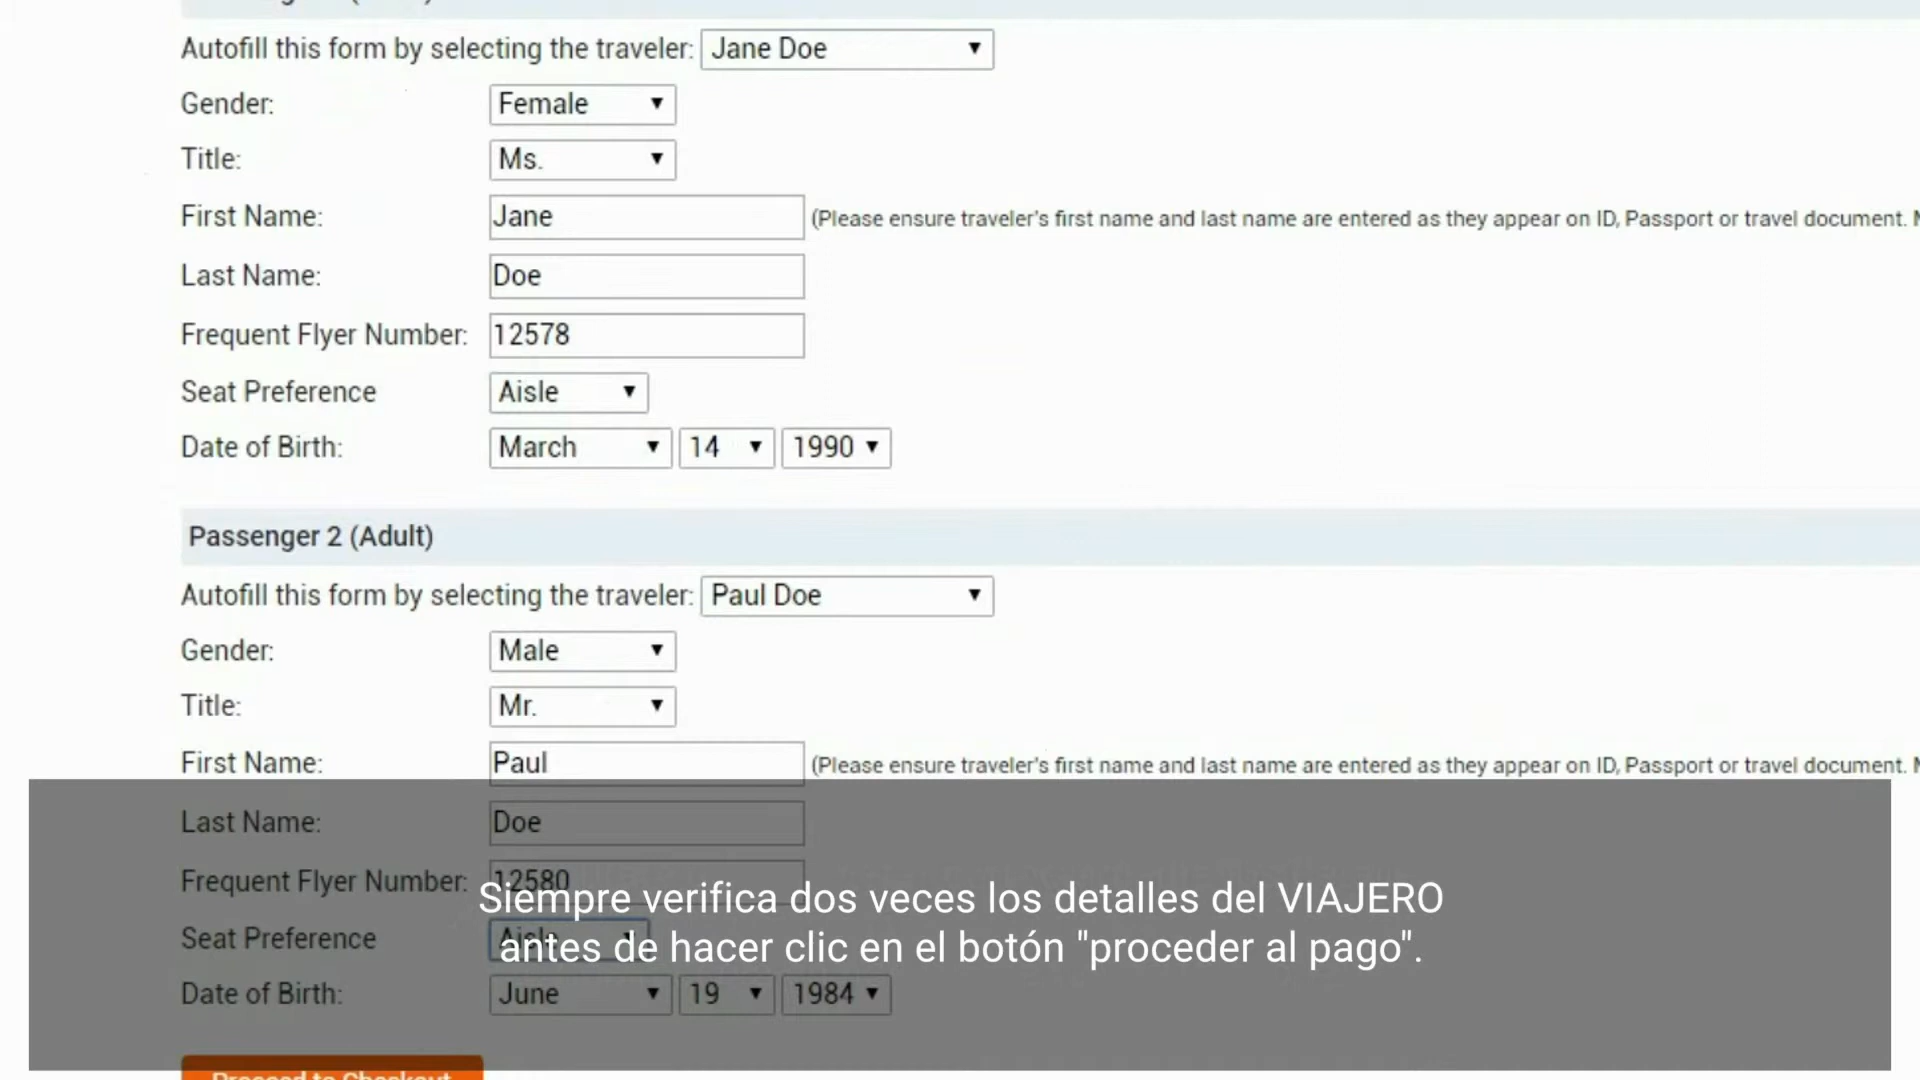 Autofill this form by selecting the traveler: Jane Doe
Gender: Female
Title: Ms.
First Name: Jane (Please ensure traveler's first name and last name are entered as they appear on ID, Passport or travel document.
Last Name: Doe
Frequent Flyer Number: 12578
Seat Preference Aisle
Date of Birth: March 14 1990
Passenger 2 (Adult)
Autofill this form by selecting the traveler: Paul Doe
Gender: Male
Title: Mr.
First Name: Paul (Please ensure traveler's first name and last name are entered as they appear on ID, Passport or travel document.
Last Name: Doe
Frequent Flyer Number: 12580
Siempre verifica dos veces los detalles del VIAJERO
Seat Preference Aisle
antes de hacer clic en el botón "proceder al pago".
Date of Birth: June 19 1984
Proceed to Checkout